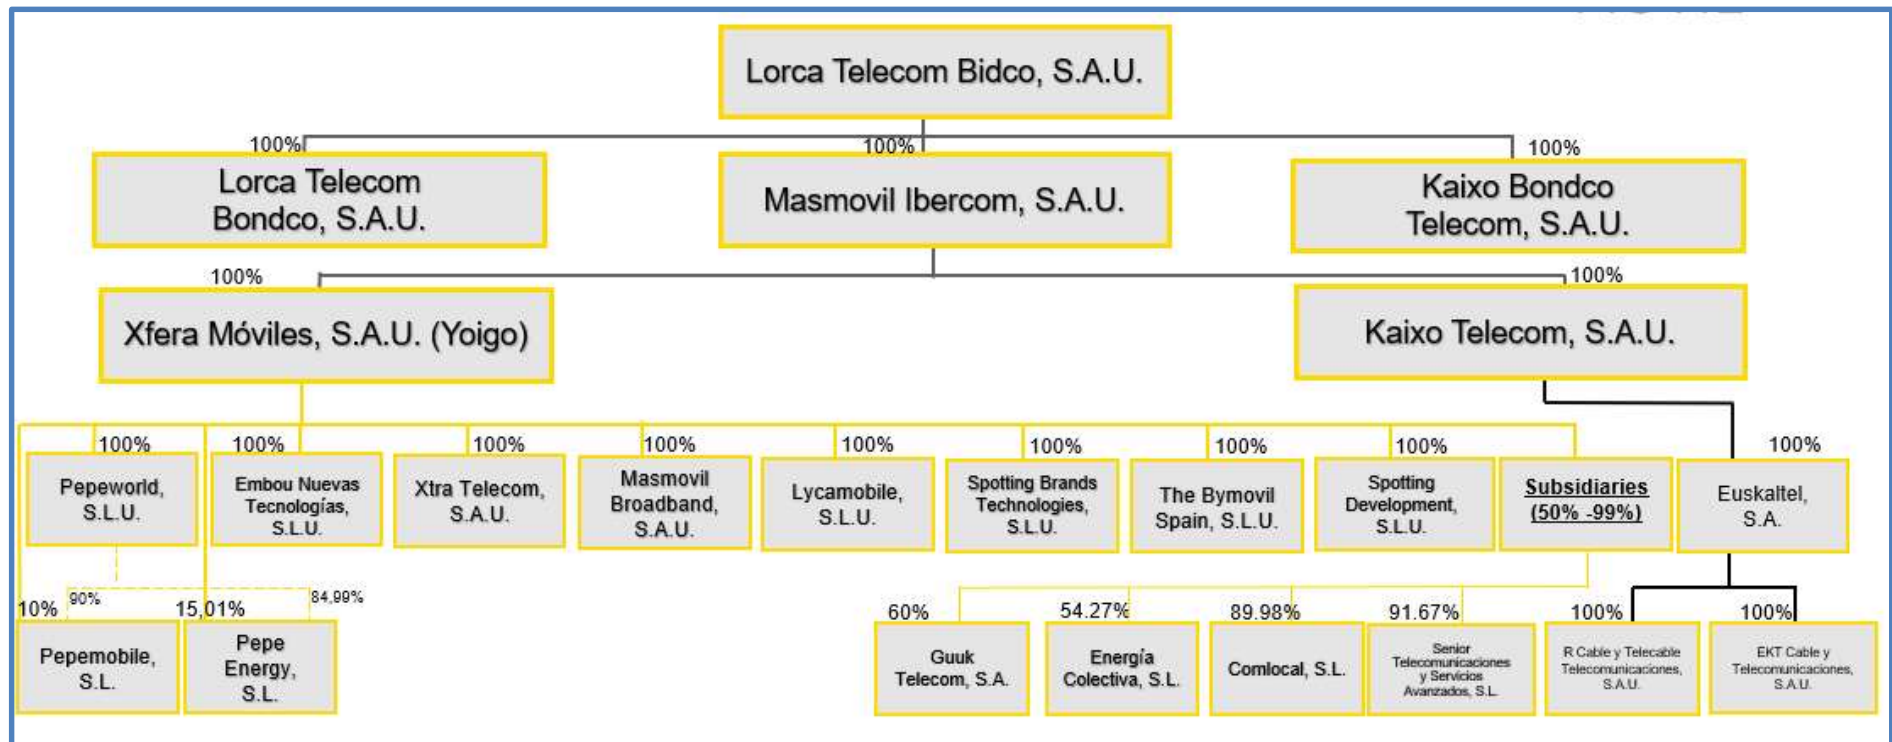 Lorca Telecom Bidco, S.A.U.
100%
100%
100%
Lorca Telecom
Bondco, S.A.U.
Masmovil Ibercom, S.A.U.
Kaixo Bondco
Telecom, S.A.U.
100%
100%
Xfera Móviles, S.A.U. (Yoigo)
Kaixo Telecom, S.A.U.
100%
100%
100%
100%
100%
100%
100%
100%
100%
Pepeworld,
S.L.U.
Embou Nuevas
Tecnologías,
S.L.U.
Xtra Telecom,
S.A.U.
Masmovil
Broadband,
S.A.U.
Lycamobile,
S.L.U.
Spotting Brands
Technologies,
S.L.U.
The Bymovil
Spain, S.L.U.
Spotting
Development,
S.L.U.
Subsidiaries
(50% -99%)
Euskaltel,
S.A.
10%
90%
15,01%
84,99%
60%
54.27%
89.98%
91.67%
100%
100%
Pepemobile,
S.L.
Pepe
Energy,
S.L.
Guuk
Telecom, S.A.
Energía
Colectiva, S.L.
Comlocal, S.L.
Senior
Telecomunicaciones
y Servicios
Avanzados, S.L.
R Cable y Telecable
Telecomunicaciones,
S.A.U.
EKT Cable y
Telecomunicaciones,
S.A.U.